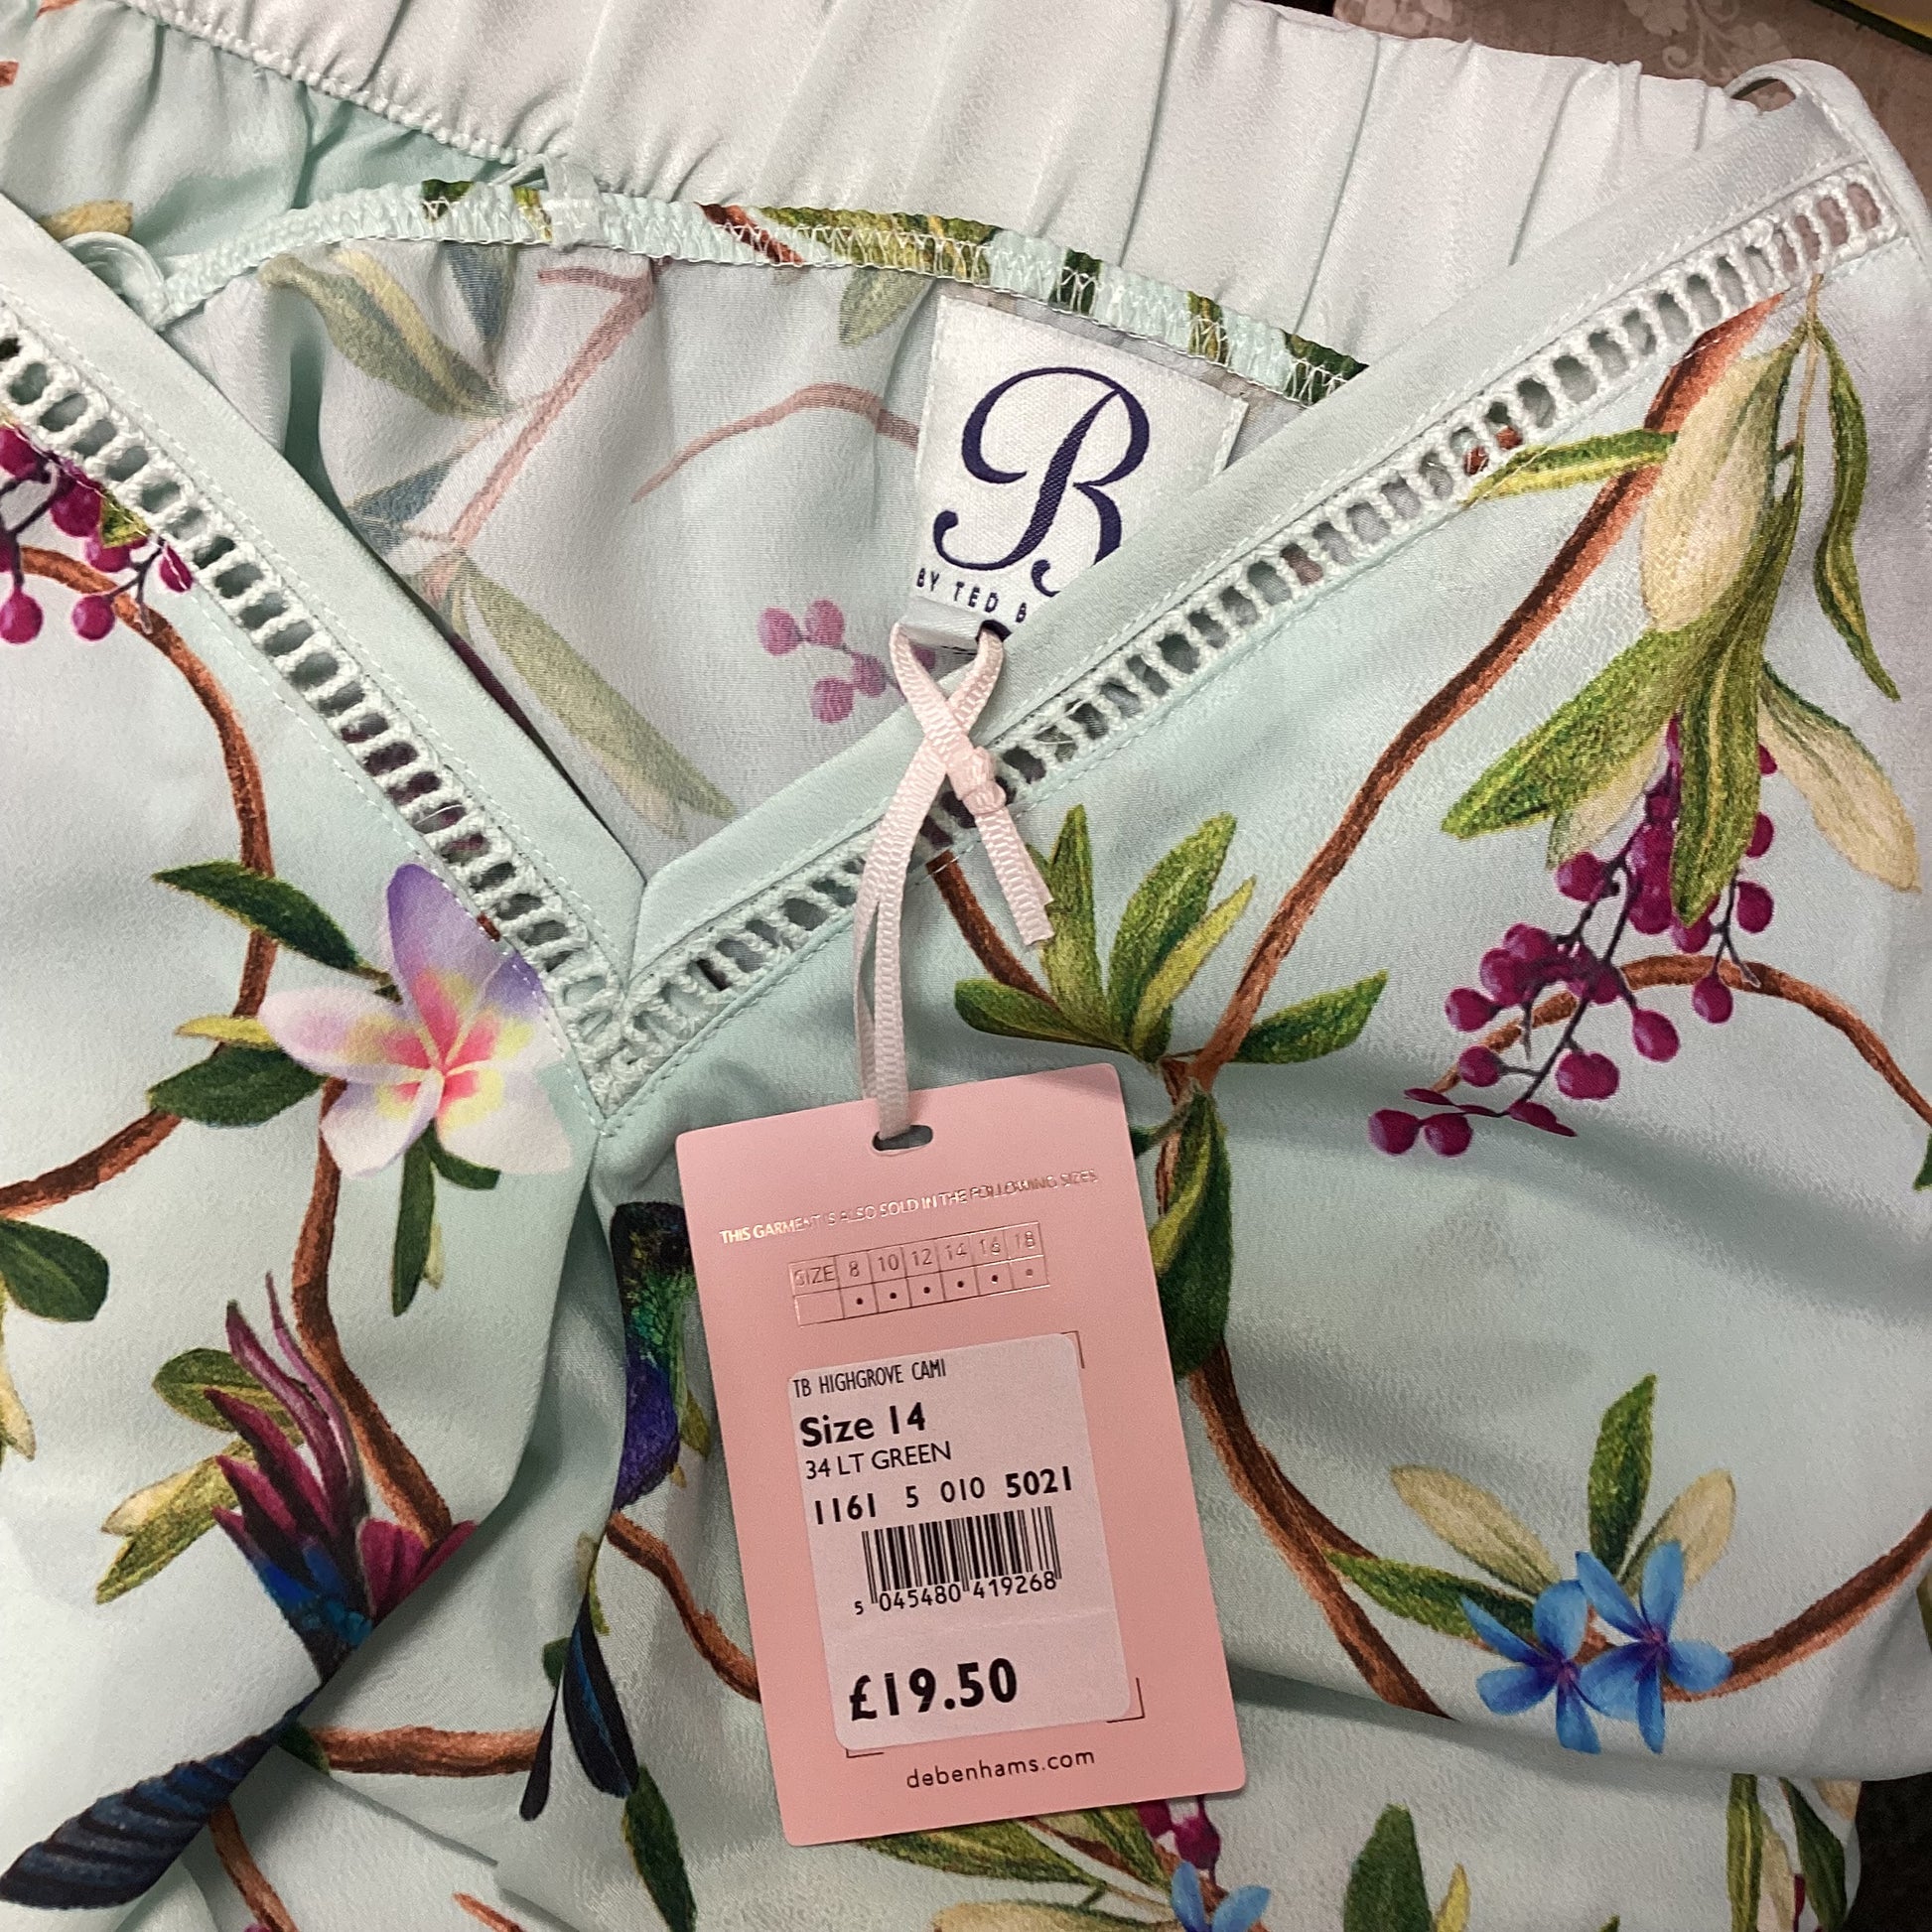 B
BY TED B
THIS GARMENT IS ALSO SOLD IN THE FOLLOWING SIZES
SIZE 8 10 12 14 16 18
TB HIGHGROVE CAMI
Size 14
34 LT GREEN
1161 5 010 5021
5 045480 419268
£19.50
debenhams.com